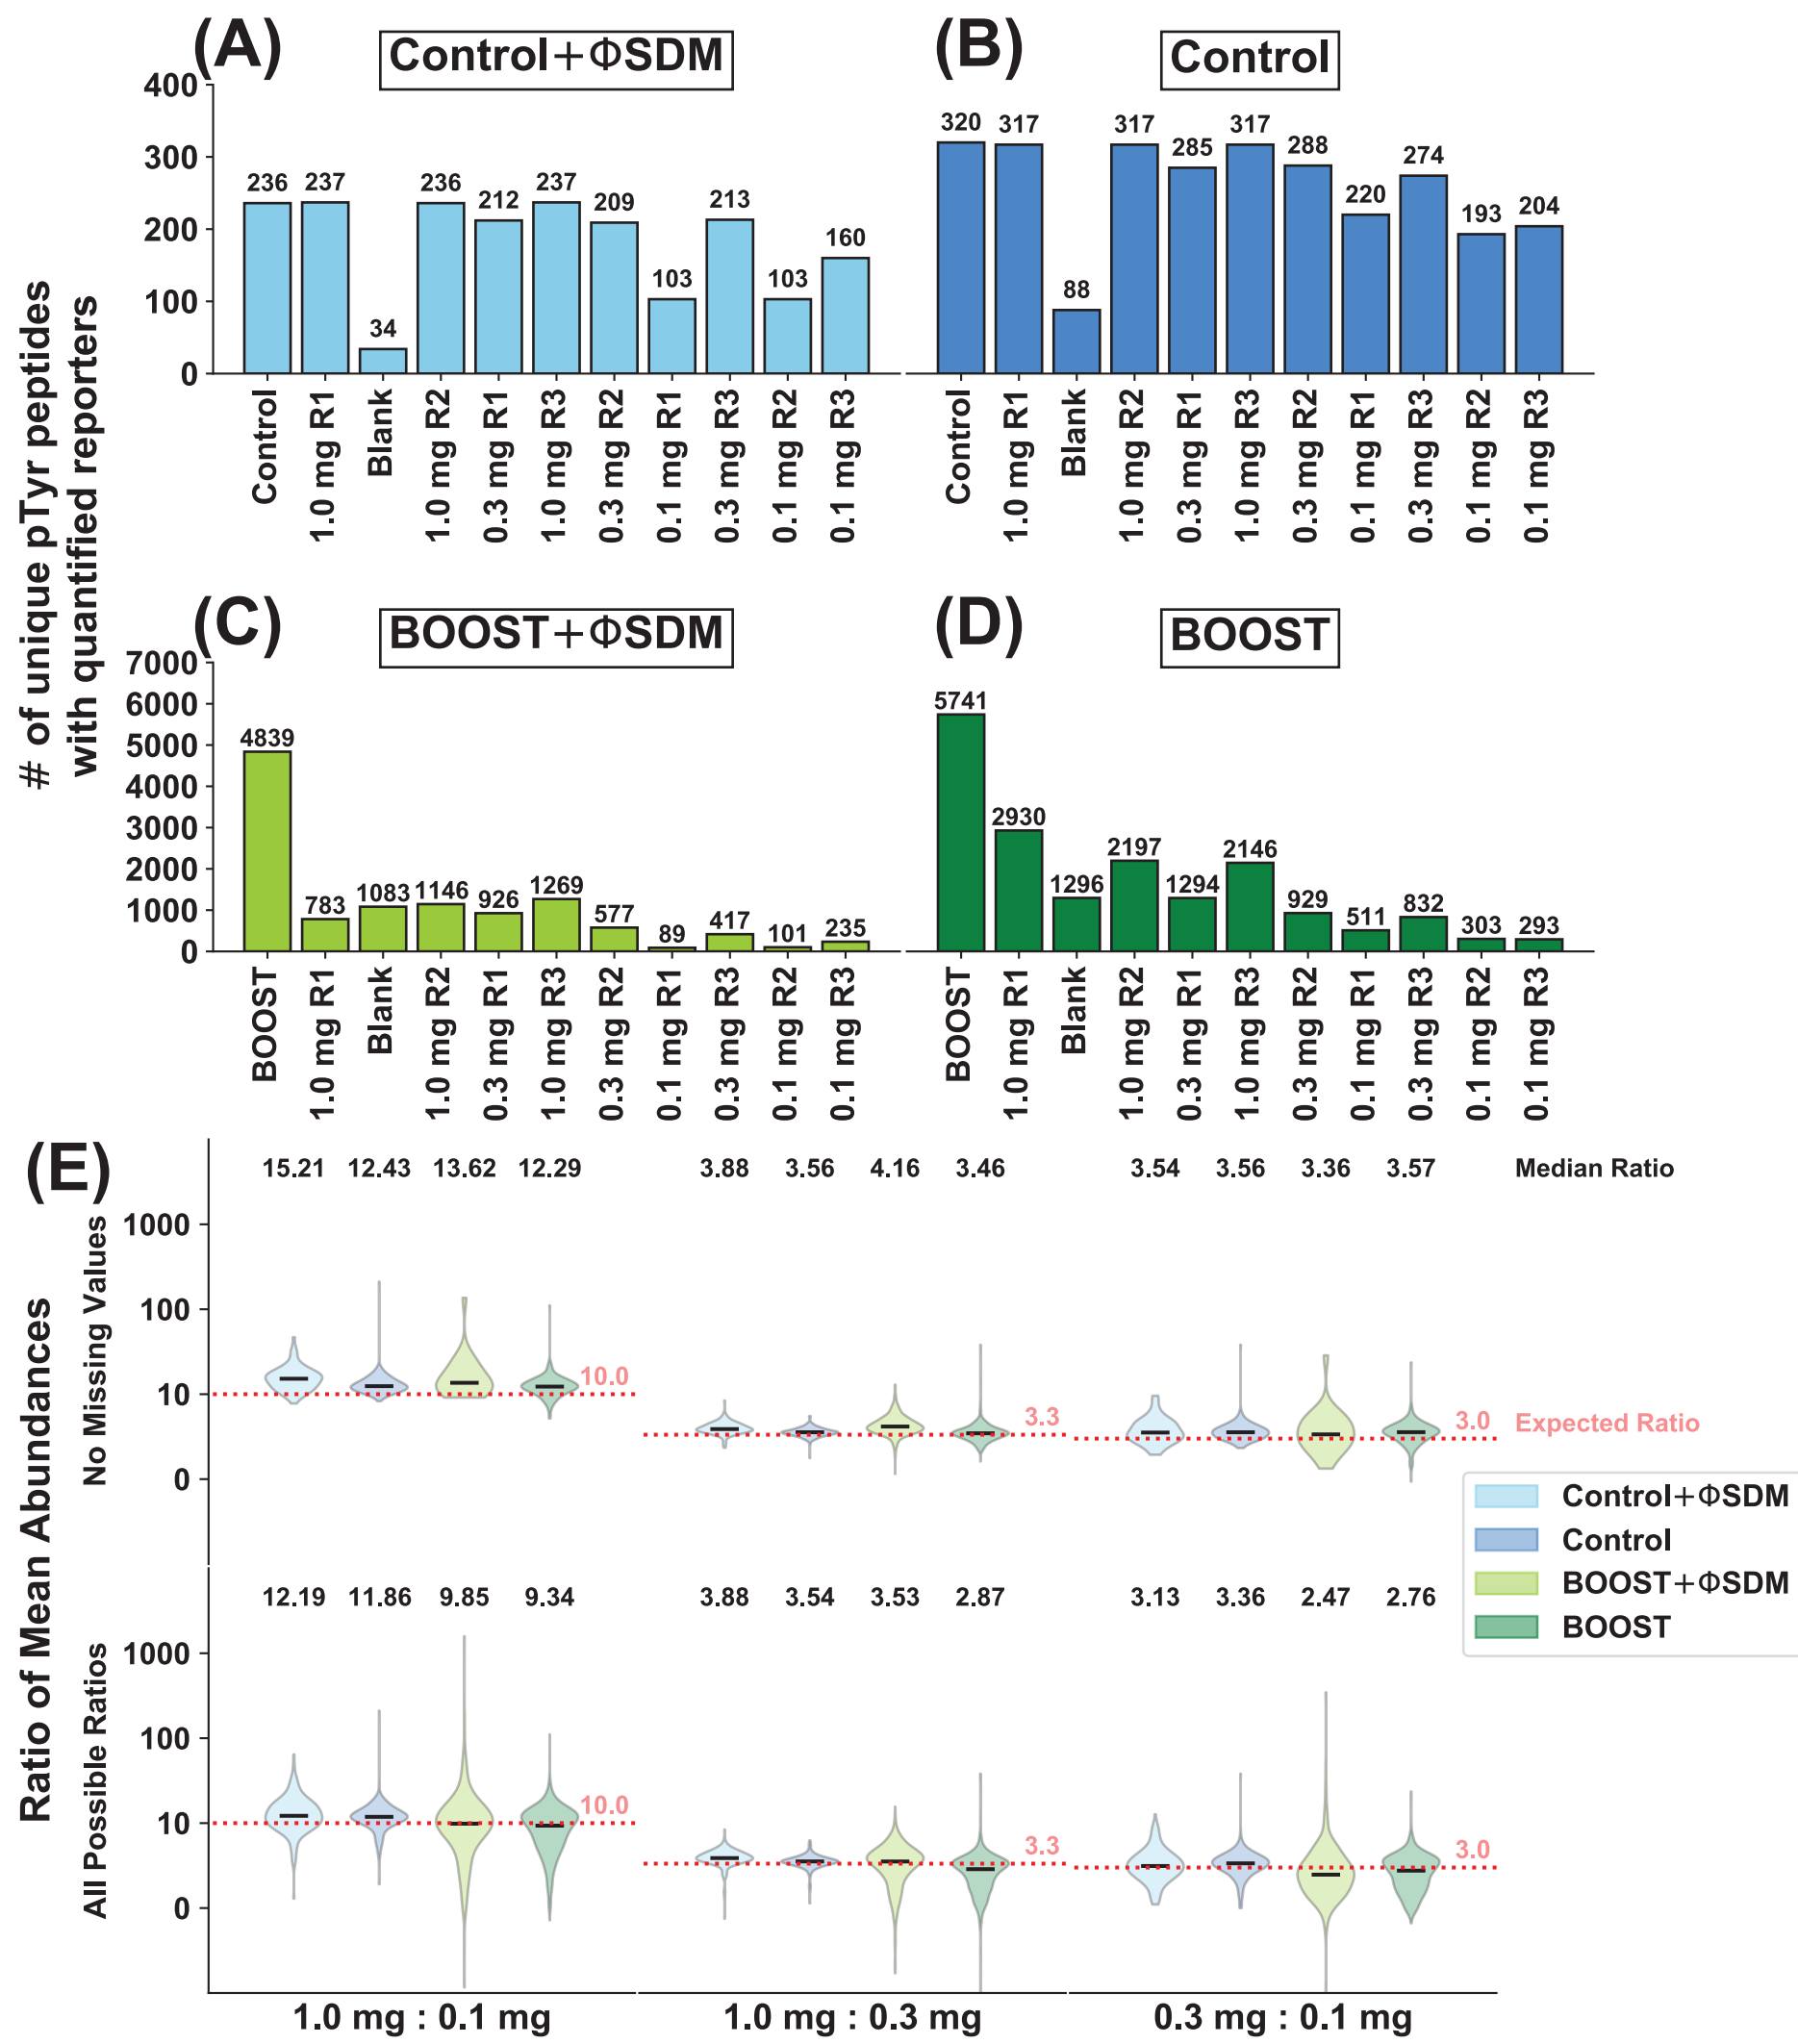 (A)
Control+ΦSDM
(B)
Control
# of unique pTyr peptides
with quantified reporters
400
300
200
100
0
236
237
34
236
212
237
209
103
213
103
160
Control
1.0 mg R1
Blank
1.0 mg R2
0.3 mg R1
1.0 mg R3
0.3 mg R2
0.1 mg R1
0.3 mg R3
0.1 mg R2
0.1 mg R3
320
317
88
317
285
317
288
220
274
193
204
Control
1.0 mg R1
Blank
1.0 mg R2
0.3 mg R1
1.0 mg R3
0.3 mg R2
0.1 mg R1
0.3 mg R3
0.1 mg R2
0.1 mg R3
(C)
BOOST+ΦSDM
(D)
BOOST
7000
6000
5000
4000
3000
2000
1000
0
4839
783
1083
1146
926
1269
577
89
417
101
235
BOOST
1.0 mg R1
Blank
1.0 mg R2
0.3 mg R1
1.0 mg R3
0.3 mg R2
0.1 mg R1
0.3 mg R3
0.1 mg R2
0.1 mg R3
5741
2930
1296
2197
1294
2146
929
511
832
303
293
BOOST
1.0 mg R1
Blank
1.0 mg R2
0.3 mg R1
1.0 mg R3
0.3 mg R2
0.1 mg R1
0.3 mg R3
0.1 mg R2
0.1 mg R3
(E)
Ratio of Mean Abundances
No Missing Values
15.21 12.43 13.62 12.29 3.88 3.56 4.16 3.46 3.54 3.56 3.36 3.57 Median Ratio
1000
100
10
0
10.0
3.3
3.0
Expected Ratio
Control+ΦSDM
Control
BOOST+ΦSDM
BOOST
All Possible Ratios
12.19 11.86 9.85 9.34 3.88 3.54 3.53 2.87 3.13 3.36 2.47 2.76
1000
100
10
0
10.0
3.3
3.0
1.0 mg : 0.1 mg
1.0 mg : 0.3 mg
0.3 mg : 0.1 mg